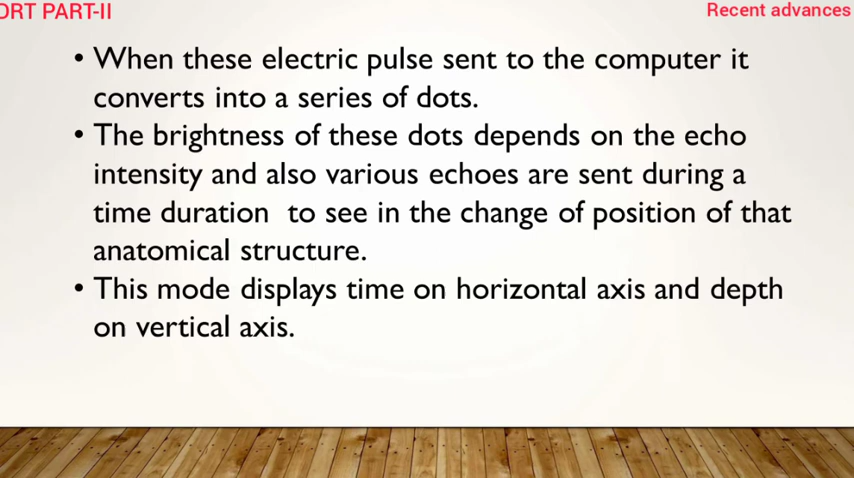 ORT PART-II
Recent advances
• When these electric pulse sent to the computer it
converts into a series of dots.
• The brightness of these dots depends on the echo
intensity and also various echoes are sent during a
time duration to see in the change of position of that
anatomical structure.
• This mode displays time on horizontal axis and depth
on vertical axis.